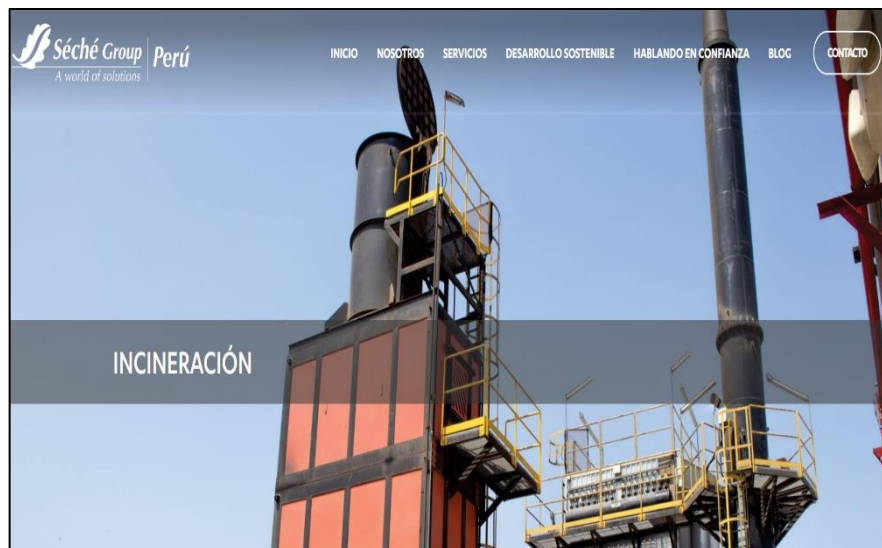 Séché Group | Perú
A world of solutions
INICIO NOSOTROS SERVICIOS DESARROLLO SOSTENIBLE HABLANDO EN CONFIANZA BLOG CONTACTO
INCINERACIÓN